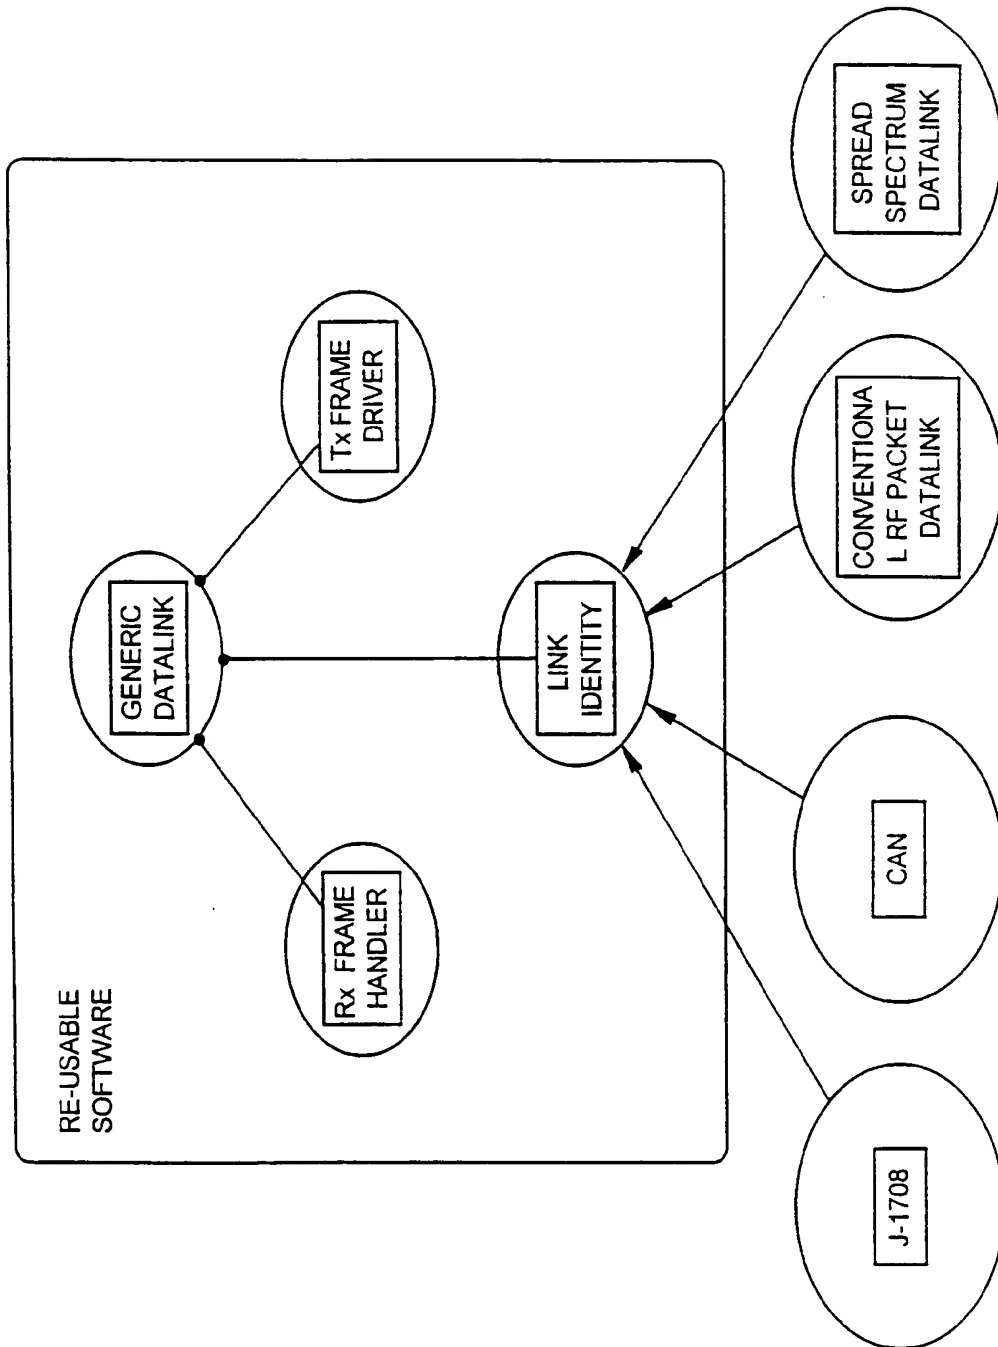 RE-USABLE
SOFTWARE
GENERIC
DATALINK
Rx FRAME
HANDLER
Tx FRAME
DRIVER
LINK
IDENTITY
J-1708
CAN
CONVENTIONA
L RF PACKET
DATALINK
SPREAD
SPECTRUM
DATALINK